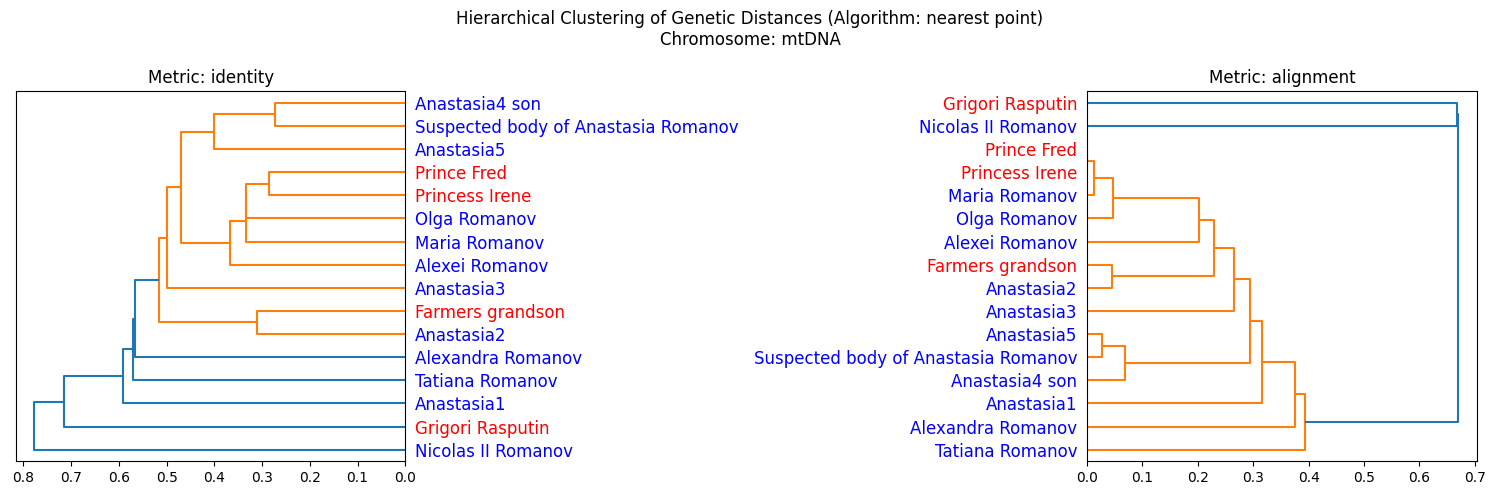 Hierarchical Clustering of Genetic Distances (Algorithm: nearest point)
Chromosome: mtDNA
Metric: identity
Anastasia4 son
Suspected body of Anastasia Romanov
Anastasia5
Prince Fred
Princess Irene
Olga Romanov
Maria Romanov
Alexei Romanov
Anastasia3
Farmers grandson
Anastasia2
Alexandra Romanov
Tatiana Romanov
Anastasia1
Grigori Rasputin
Nicolas II Romanov
0.8 0.7 0.6 0.5 0.4 0.3 0.2 0.1 0.0
Metric: alignment
Grigori Rasputin
Nicolas II Romanov
Prince Fred
Princess Irene
Maria Romanov
Olga Romanov
Alexei Romanov
Farmers grandson
Anastasia2
Anastasia3
Anastasia5
Suspected body of Anastasia Romanov
Anastasia4 son
Anastasia1
Alexandra Romanov
Tatiana Romanov
0.0 0.1 0.2 0.3 0.4 0.5 0.6 0.7